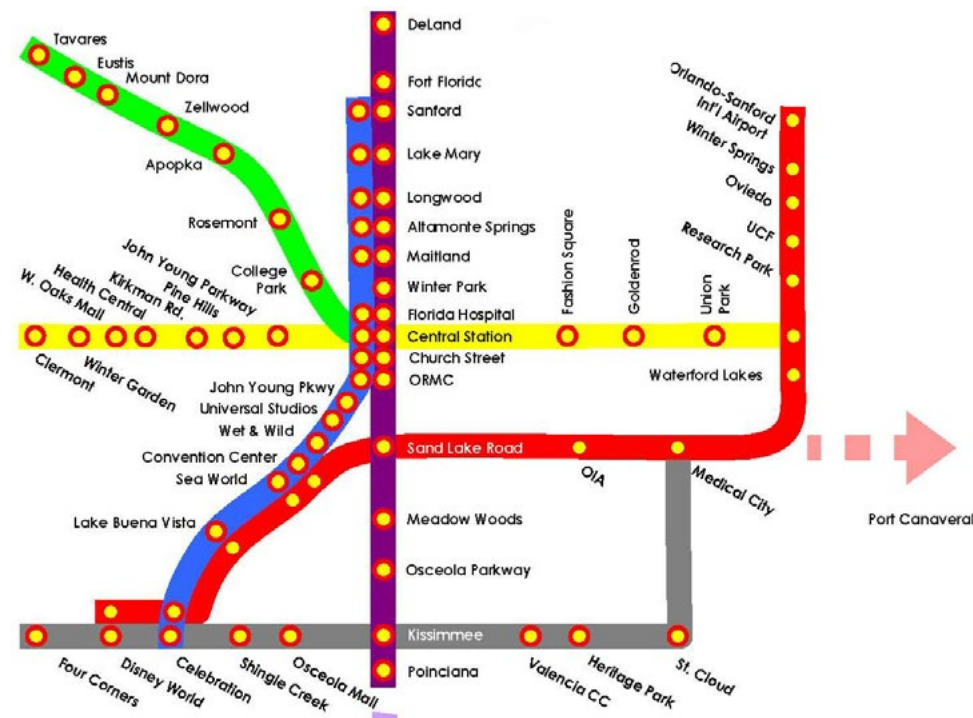 DeLand
Tavares
Eustis
Mount Dora
Fort Florida
Zellwood
Sanford
Orlando-Sanford
Int'l Airport
Apopka
Lake Mary
Winter Springs
Longwood
Oviedo
Rosemont
Altamonte Springs
UCF
Maitland
Research Park
College
Park
Winter Park
Fashion Square
Goldenrod
Union
Park
John Young Parkway
Pine Hills
Kirkman Rd.
Health Central
W. Oaks Mall
Florida Hospital
Central Station
Church Street
Clermont
Winter Garden
ORMC
Waterford Lakes
John Young Pkwy
Universal Studios
Wet & Wild
Sand Lake Road
Convention Center
OIA
Medical City
Sea World
Lake Buena Vista
Meadow Woods
Port Canaveral
Osceola Parkway
Kissimmee
Four Corners
Disney World
Celebration
Shingle Creek
Osceola Mall
Poinciana
Valencia CC
Heritage Park
St. Cloud